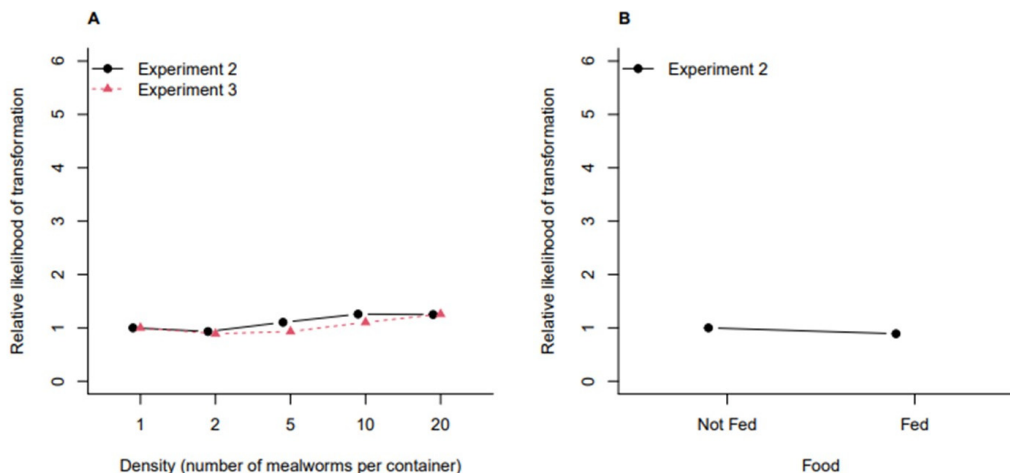 A
Relative likelihood of transformation
6
5
4
3
2
1
0
Experiment 2
Experiment 3
1 2 5 10 20
Density (number of mealworms per container)
B
Relative likelihood of transformation
6
5
4
3
2
1
0
Experiment 2
Not Fed Fed
Food